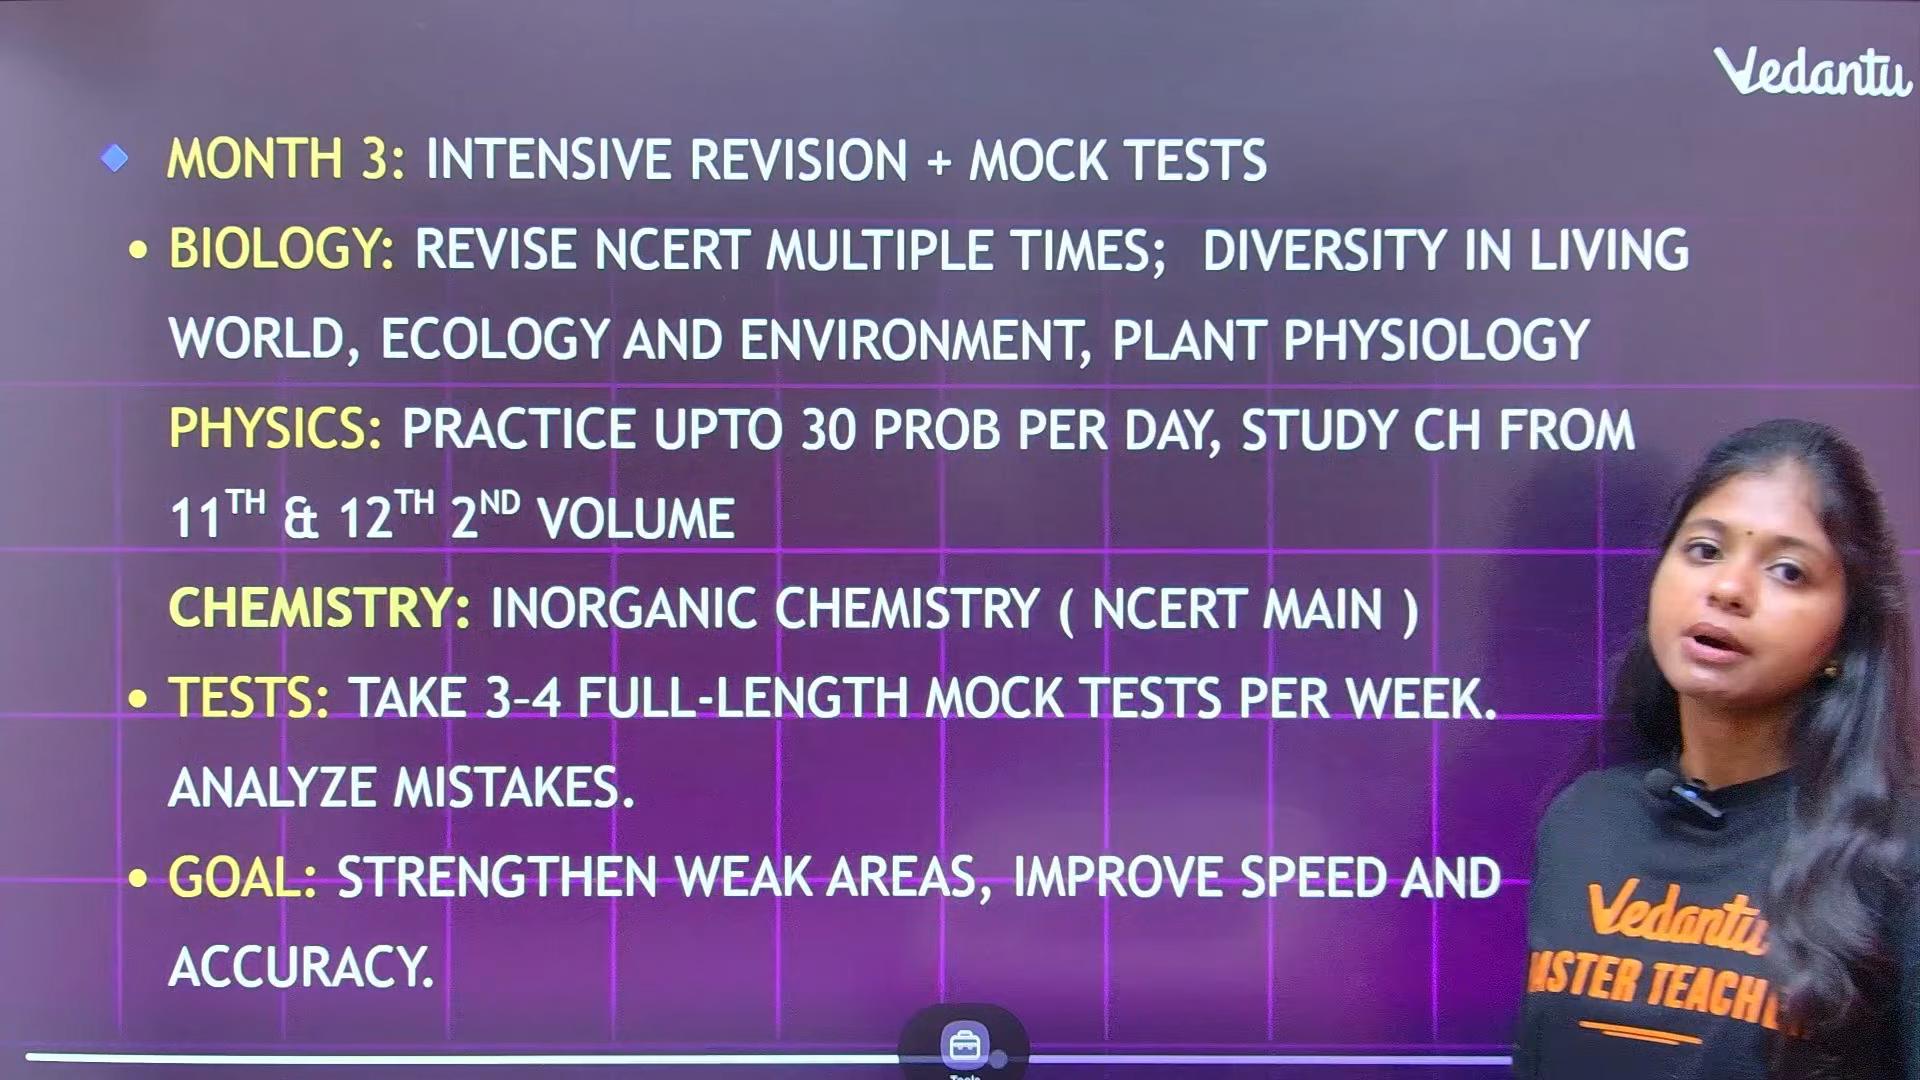 Vedantu
MONTH 3: INTENSIVE REVISION + MOCK TESTS
• BIOLOGY: REVISE NCERT MULTIPLE TIMES; DIVERSITY IN LIVING
WORLD, ECOLOGY AND ENVIRONMENT, PLANT PHYSIOLOGY
PHYSICS: PRACTICE UPTO 30 PROB PER DAY, STUDY CH FROM
11TH & 12TH 2ND VOLUME
CHEMISTRY: INORGANIC CHEMISTRY ( NCERT MAIN )
• TESTS: TAKE 3–4 FULL-LENGTH MOCK TESTS PER WEEK.
ANALYZE MISTAKES.
• GOAL: STRENGTHEN WEAK AREAS, IMPROVE SPEED AND
ACCURACY.
Vedantu